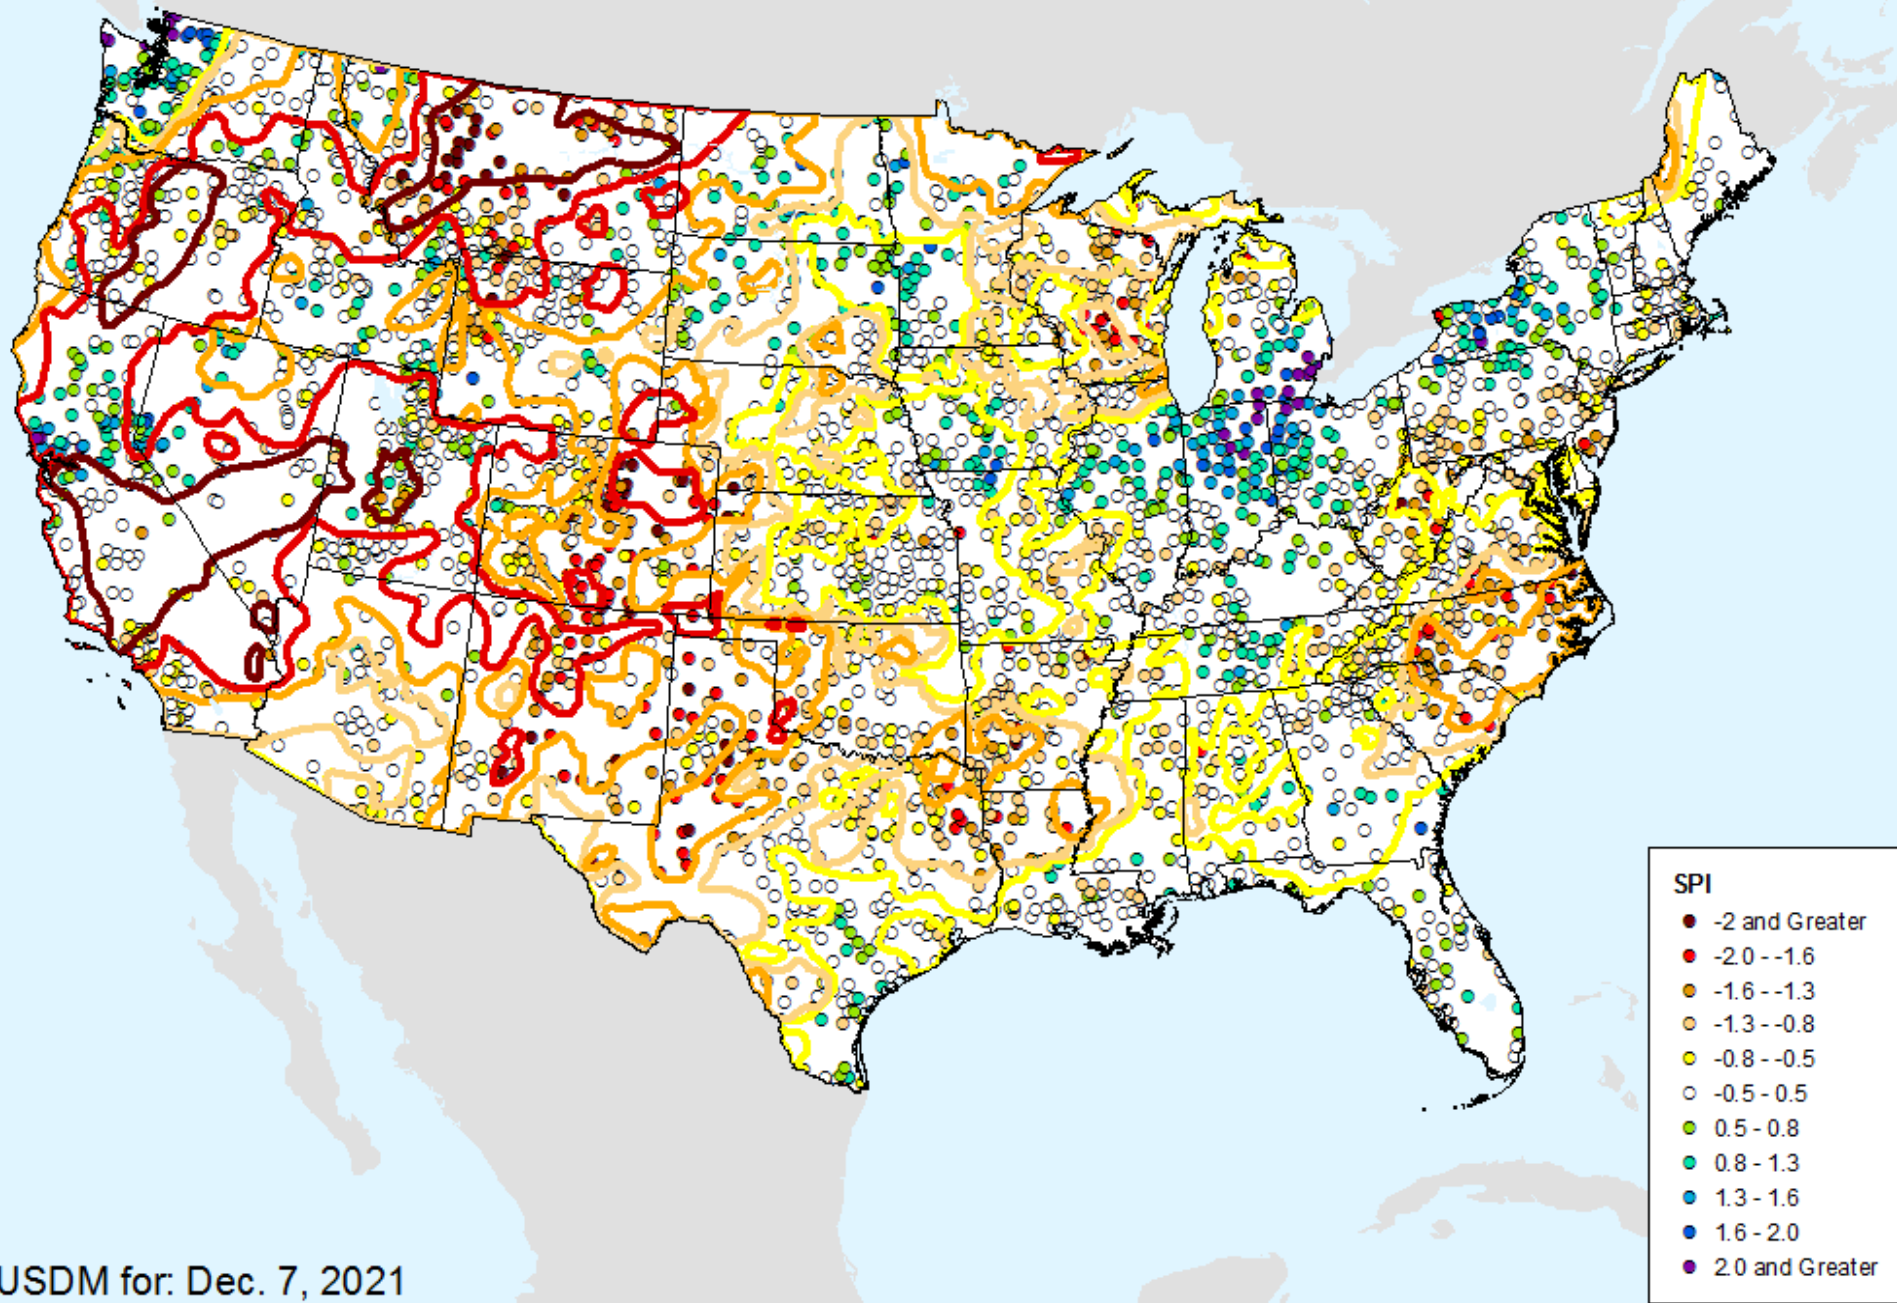 SPI
-2 and Greater
-2.0 - -1.6
-1.6 - -1.3
-1.3 - -0.8
-0.8 - -0.5
-0.5 - 0.5
0.5 - 0.8
0.8 - 1.3
1.3 - 1.6
1.6 - 2.0
2.0 and Greater
USDM for: Dec. 7, 2021